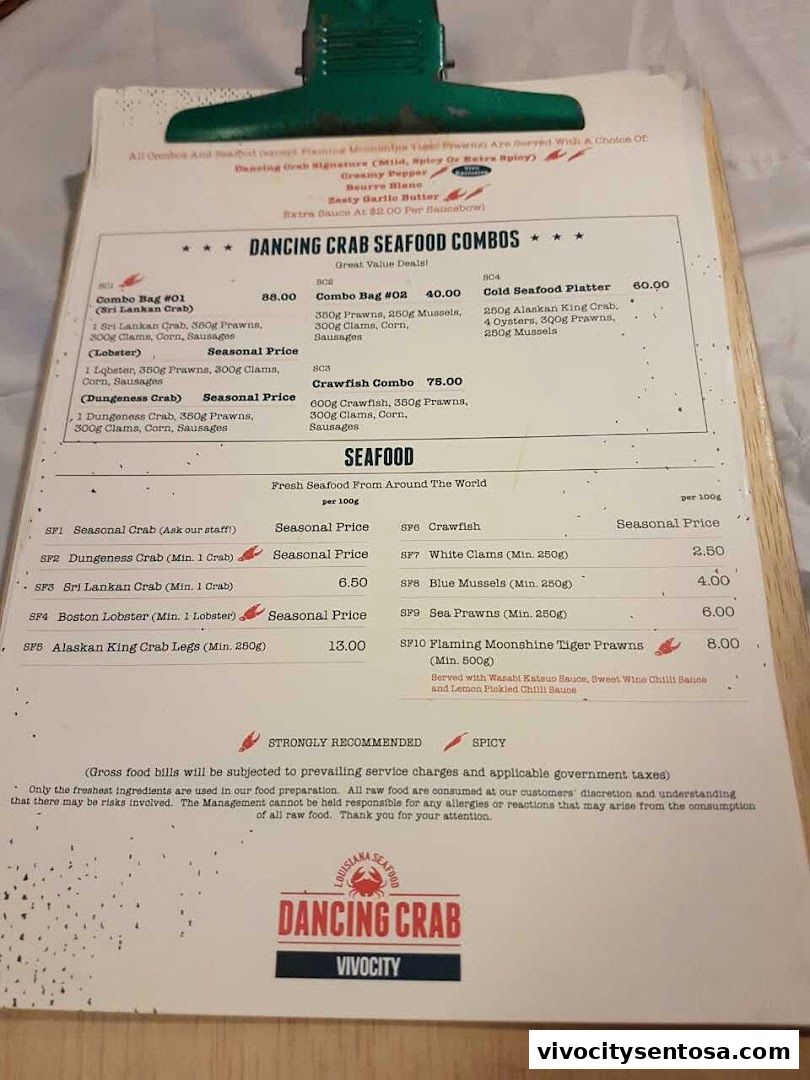 All Combos And Seafood (except Flaming Moonshine Tiger Prawns) Are Served With A Choice Of:
Dancing Crab Signature (Mild, Spicy Or Extra Spicy)
Creamy Pepper Vivo Exclusive
Beurre Blanc
Zesty Garlic Butter
Extra Sauce At $2.00 Per Saucebowl
DANCING CRAB SEAFOOD COMBOS
Great Value Deals!
SC1
Combo Bag #01 88.00
(Sri Lankan Crab)
1 Sri Lankan Crab, 350g Prawns,
300g Clams, Corn, Sausages
(Lobster) Seasonal Price
1 Lobster, 350g Prawns, 300g Clams,
Corn, Sausages
(Dungeness Crab) Seasonal Price
1 Dungeness Crab, 350g Prawns,
300g Clams, Corn, Sausages
SC2
Combo Bag #02 40.00
350g Prawns, 250g Mussels,
300g Clams, Corn,
Sausages
SC3
Crawfish Combo 75.00
600g Crawfish, 350g Prawns,
300g Clams, Corn,
Sausages
SC4
Cold Seafood Platter 60.00
250g Alaskan King Crab,
4 Oysters, 300g Prawns,
250g Mussels
SEAFOOD
Fresh Seafood From Around The World
per 100g
SF1 Seasonal Crab (Ask our staff!) Seasonal Price
SF2 Dungeness Crab (Min. 1 Crab) Seasonal Price
SF3 Sri Lankan Crab (Min. 1 Crab) 6.50
SF4 Boston Lobster (Min. 1 Lobster) Seasonal Price
SF5 Alaskan King Crab Legs (Min. 250g) 13.00
per 100g
SF6 Crawfish Seasonal Price
SF7 White Clams (Min. 250g) 2.50
SF8 Blue Mussels (Min. 250g) 4.00
SF9 Sea Prawns (Min. 250g) 6.00
SF10 Flaming Moonshine Tiger Prawns 8.00
(Min. 500g)
Served with Wasabi Katsuo Sauce, Sweet Wine Chilli Sauce
and Lemon Pickled Chilli Sauce
STRONGLY RECOMMENDED SPICY
(Gross food bills will be subjected to prevailing service charges and applicable government taxes)
* Only the freshest ingredients are used in our food preparation. All raw food are consumed at our customers' discretion and understanding
that there may be risks involved. The Management cannot be held responsible for any allergies or reactions that may arise from the consumption
of all raw food. Thank you for your attention.
LOUISIANA SEAFOOD
DANCING CRAB
VIVOCITY
vivocitysentosa.com